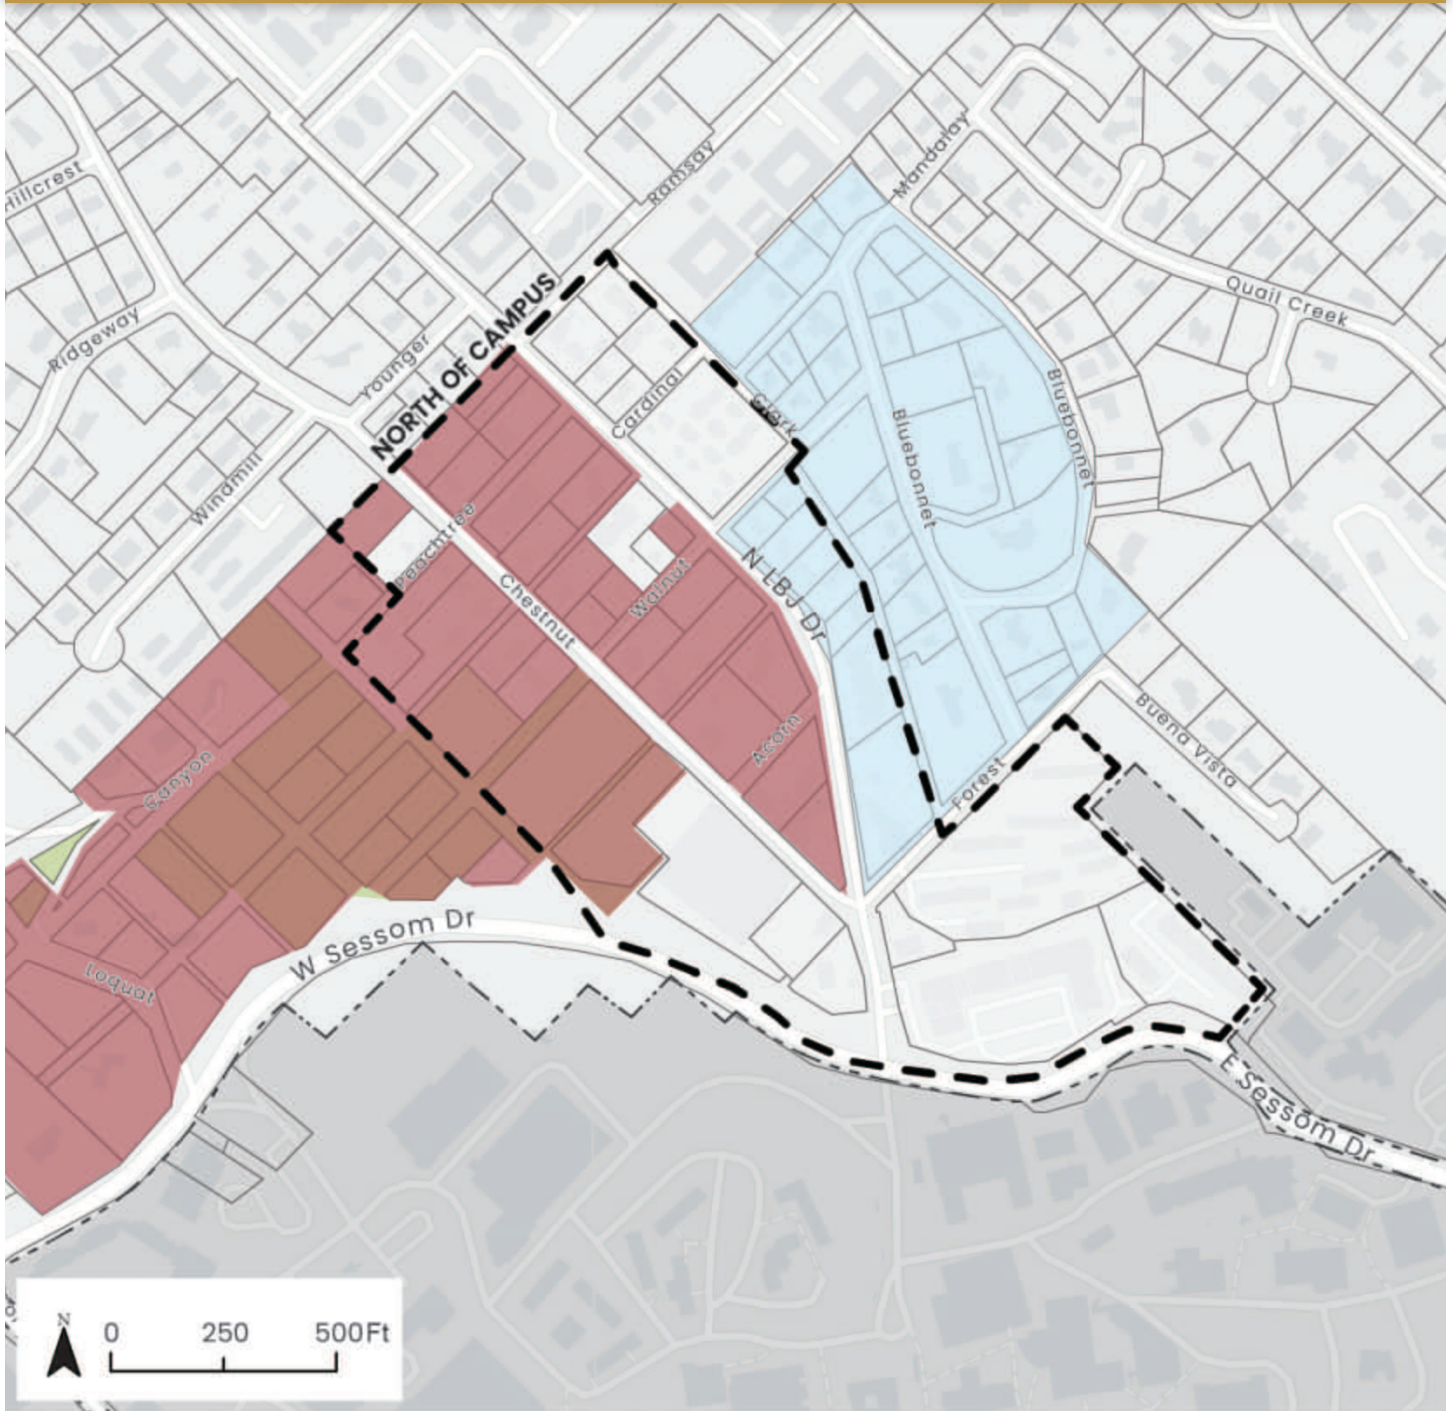 Hillcrest
Ramsay
Mandalay
Quail Creek
Ridgeway
Younger
NORTH OF CAMPUS
Windmill
Cardinal
Clark
Bluebonnet
Bluebonnet
Peachtree
Chestnut
Walnut
N LBJ Dr
Acorn
Buena Vista
Forest
Canyon
Loquat
W Sessom Dr
E Sessom Dr
N
0 250 500Ft